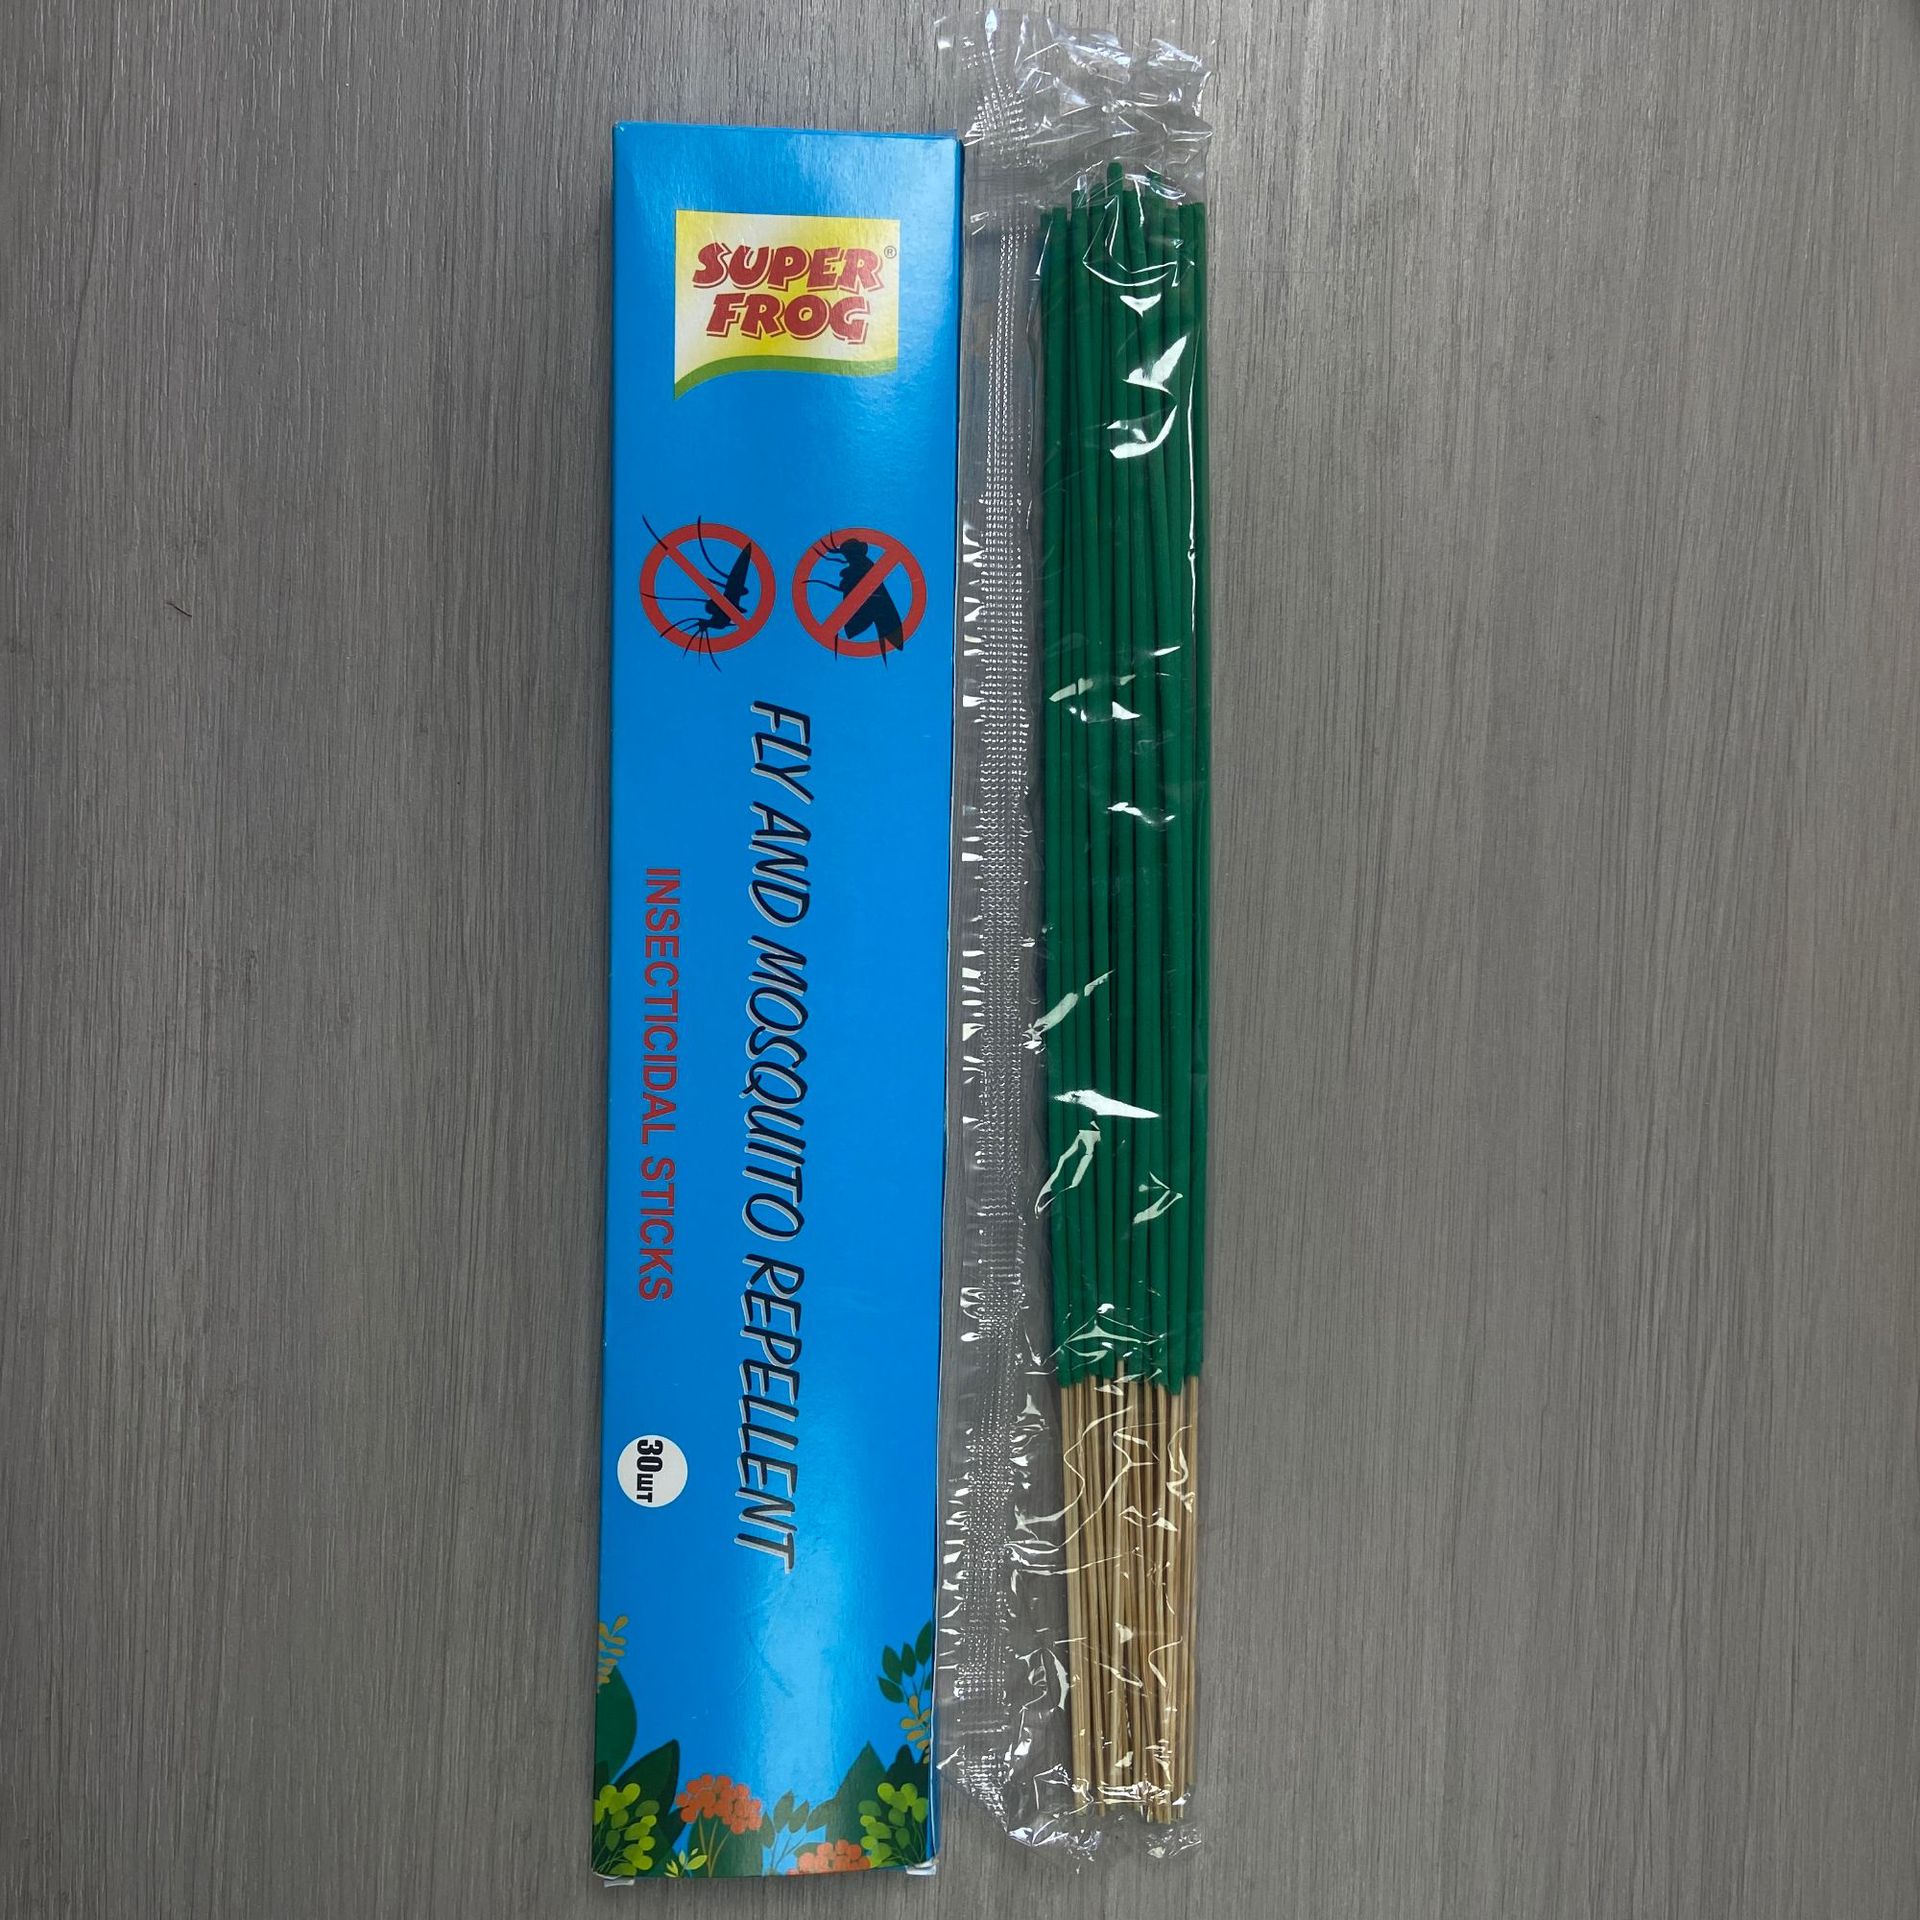 SUPER®
FROG
FLY AND MOSQUITO REPELLENT
INSECTICIDAL STICKS
30шт